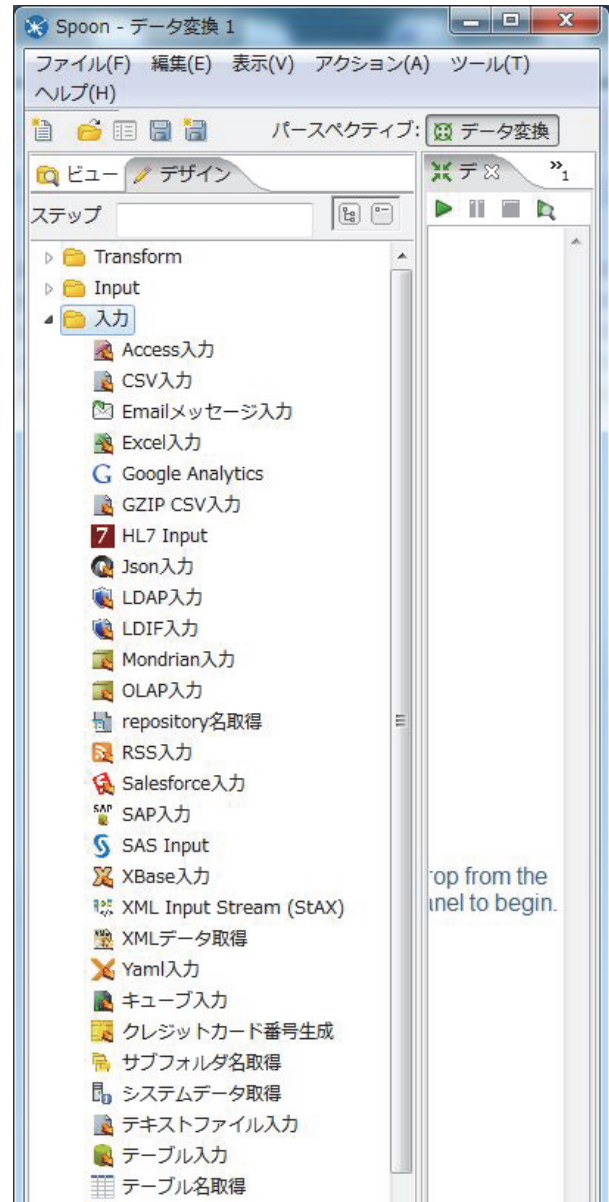 Spoon - データ変換 1
ファイル(F) 編集(E) 表示(V) アクション(A) ツール(T)
ヘルプ(H)
パースペクティブ: データ変換
ビュー デザイン
デ
»1
ステップ
Transform
Input
入力
Access入力
CSV入力
Emailメッセージ入力
Excel入力
G Google Analytics
GZIP CSV入力
7 HL7 Input
Json入力
LDAP入力
LDIF入力
Mondrian入力
OLAP入力
repository名取得
RSS入力
Salesforce入力
SAP SAP入力
SAS Input
XBase入力
XML Input Stream (StAX)
XMLデータ取得
Yaml入力
キューブ入力
クレジットカード番号生成
サブフォルダ名取得
システムデータ取得
テキストファイル入力
テーブル入力
テーブル名取得
rop from the
anel to begin.